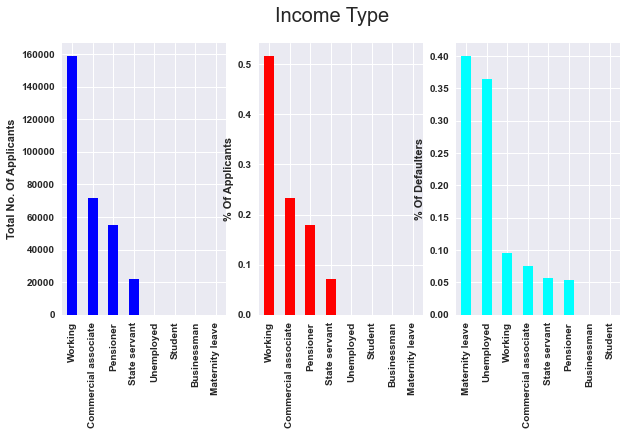 Income Type
Total No. Of Applicants
160000
140000
120000
100000
80000
60000
40000
20000
0
Working
Commercial associate
Pensioner
State servant
Unemployed
Student
Businessman
Maternity leave
% Of Applicants
0.5
0.4
0.3
0.2
0.1
0.0
Working
Commercial associate
Pensioner
State servant
Unemployed
Student
Businessman
Maternity leave
% Of Defaulters
0.40
0.35
0.30
0.25
0.20
0.15
0.10
0.05
0.00
Maternity leave
Unemployed
Working
Commercial associate
State servant
Pensioner
Businessman
Student